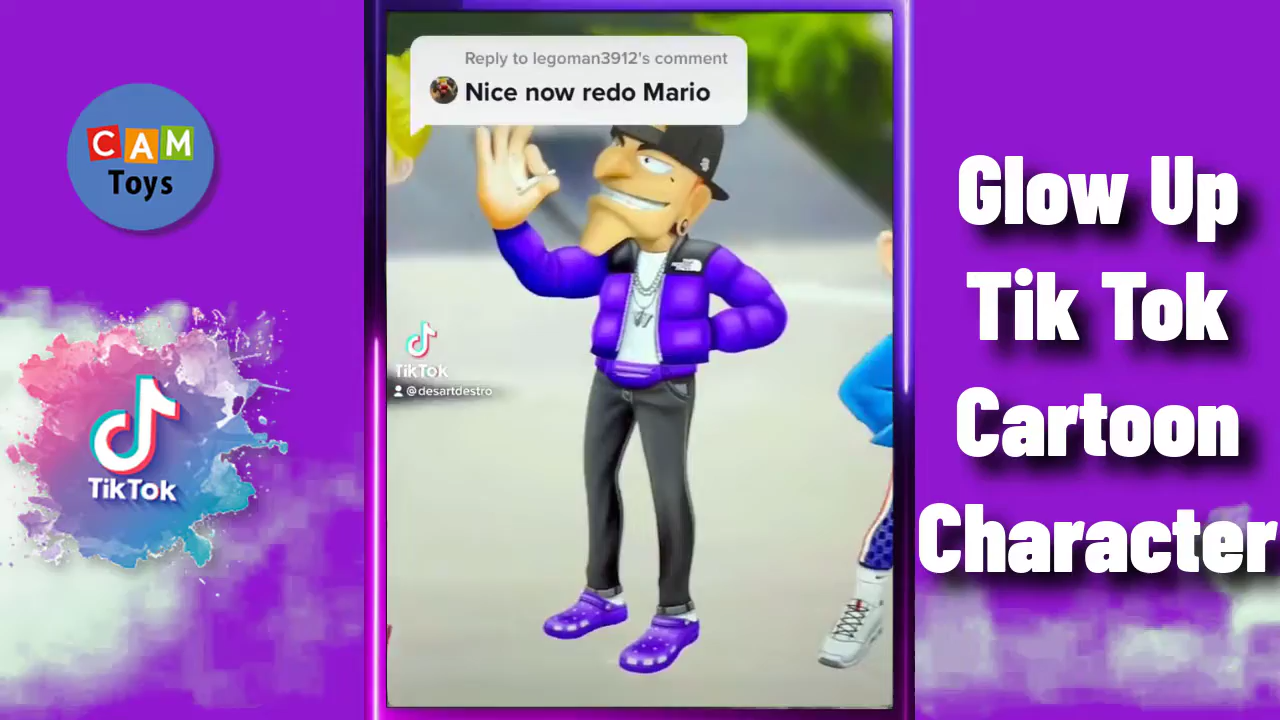 CAM
Toys
TikTok
Reply to legoman3912's comment
Nice now redo Mario
TikTok
@desartdestro
Glow Up
Tik Tok
Cartoon
Character